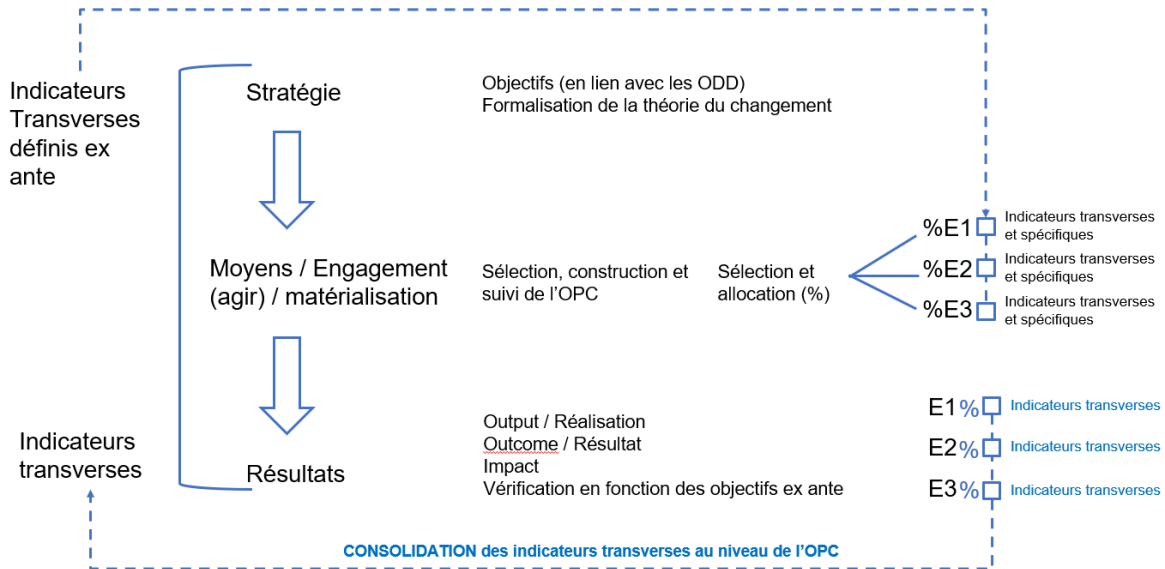 Indicateurs
Transverses
définis ex
ante
Stratégie
Objectifs (en lien avec les ODD)
Formalisation de la théorie du changement
Moyens / Engagement
(agir) / matérialisation
Sélection, construction et
suivi de l'OPC
Sélection et
allocation (%)
%E1
Indicateurs transverses
et spécifiques
%E2
Indicateurs transverses
et spécifiques
%E3
Indicateurs transverses
et spécifiques
Indicateurs
transverses
Résultats
Output / Réalisation
Outcome / Résultat
Impact
Vérification en fonction des objectifs ex ante
E1% Indicateurs transverses
E2% Indicateurs transverses
E3% Indicateurs transverses
CONSOLIDATION des indicateurs transverses au niveau de l'OPC